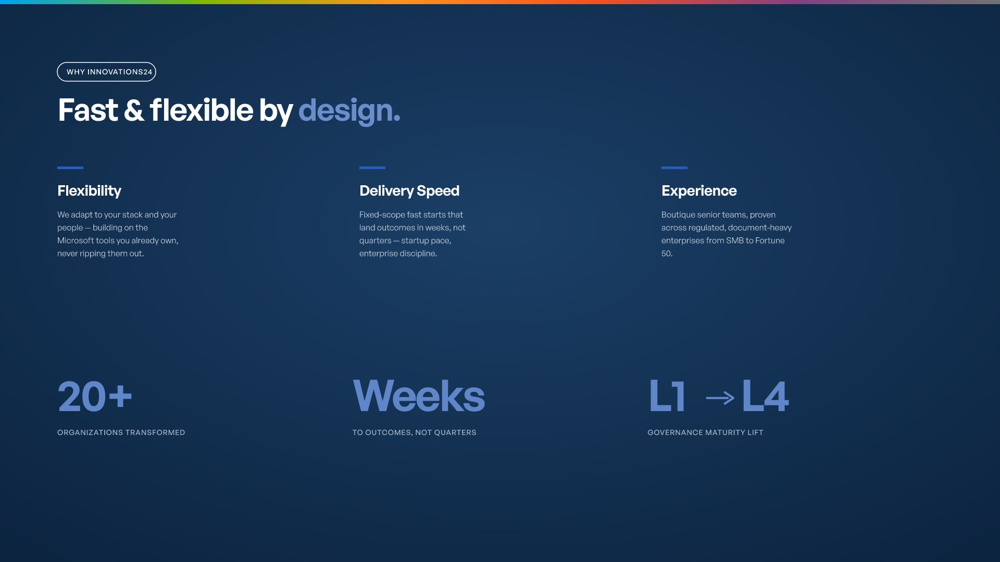 WHY INNOVATIONS24
Fast & flexible by design.
Flexibility
We adapt to your stack and your
people — building on the
Microsoft tools you already own,
never ripping them out.
Delivery Speed
Fixed-scope fast starts that
land outcomes in weeks, not
quarters — startup pace,
enterprise discipline.
Experience
Boutique senior teams, proven
across regulated, document-heavy
enterprises from SMB to Fortune
50.
20+
ORGANIZATIONS TRANSFORMED
Weeks
TO OUTCOMES, NOT QUARTERS
L1 → L4
GOVERNANCE MATURITY LIFT